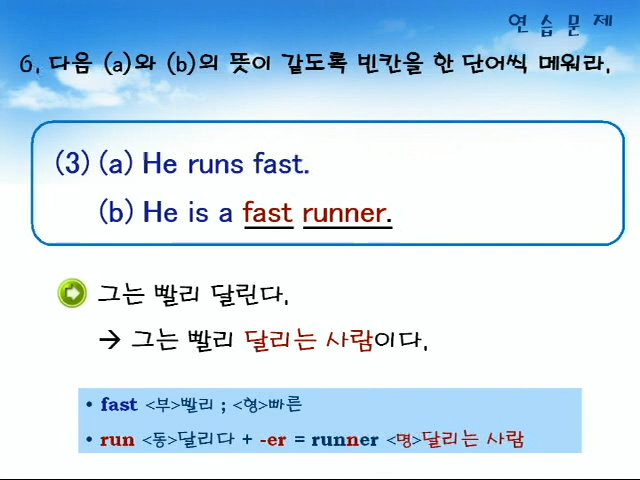 연 습 문 제
6. 다음 (a)와 (b)의 뜻이 같도록 빈칸을 한 단어씩 메워라.
(3) (a) He runs fast.
(b) He is a fast runner.
그는 빨리 달린다.
→ 그는 빨리 달리는 사람이다.
• fast <부>빨리 ; <형>빠른
• run <동>달리다 + -er = runner <명>달리는 사람